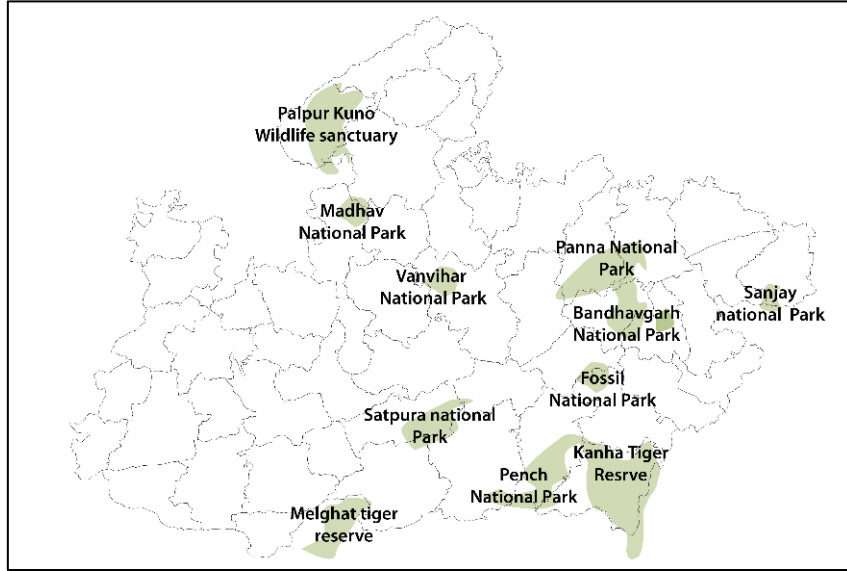 Palpur Kuno
Wildlife sanctuary
Madhav
National Park
Vanvihar
National Park
Panna National
Park
Sanjay
national Park
Bandhavgarh
National Park
Fossil
National Park
Satpura national
Park
Kanha Tiger
Resrve
Pench
National Park
Melghat tiger
reserve